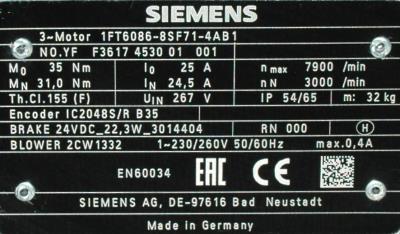 SIEMENS
3~Motor 1FT6086-8SF71-4AB1
NO.YF F3617 4530 01 001
M0 35 Nm I0 25 A n max 7900 /min
MN 31,0 Nm IN 24,5 A nN 3000 /min
Th.Cl.155 (F) UIN 267 V IP 54/65 m: 32 kg
Encoder IC2048S/R B35
BRAKE 24VDC_22,3W_3014404 RN 000 H
BLOWER 2CW1332 1~230/260V 50/60Hz max.0,4A
EN60034 EAC CE
SIEMENS AG, DE-97616 Bad Neustadt
Made in Germany